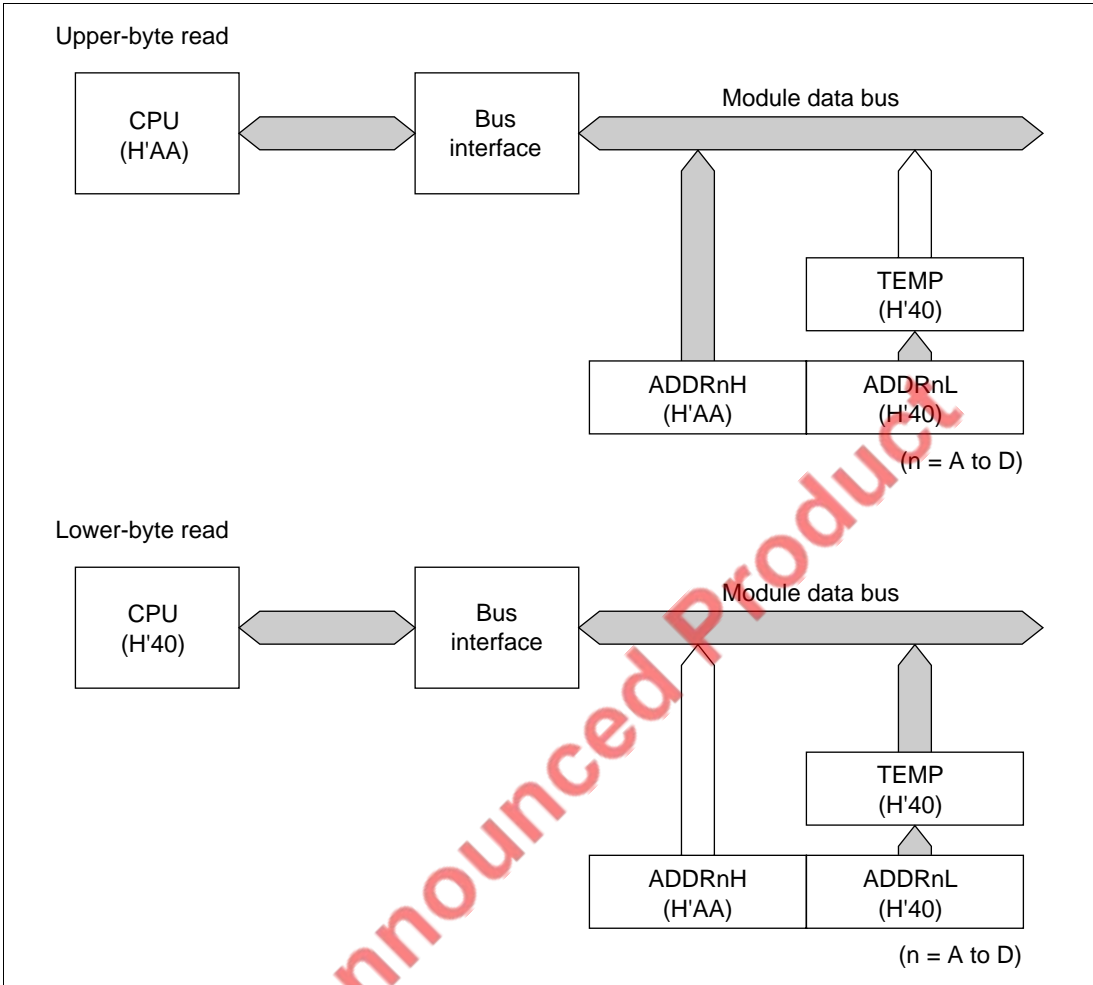 Upper-byte read
CPU
(H'AA)
Bus
interface
Module data bus
TEMP
(H'40)
ADDRnH
(H'AA)
ADDRnL
(H'40)
(n = A to D)
Lower-byte read
CPU
(H'40)
Bus
interface
Module data bus
TEMP
(H'40)
ADDRnH
(H'AA)
ADDRnL
(H'40)
(n = A to D)
nnounced Product